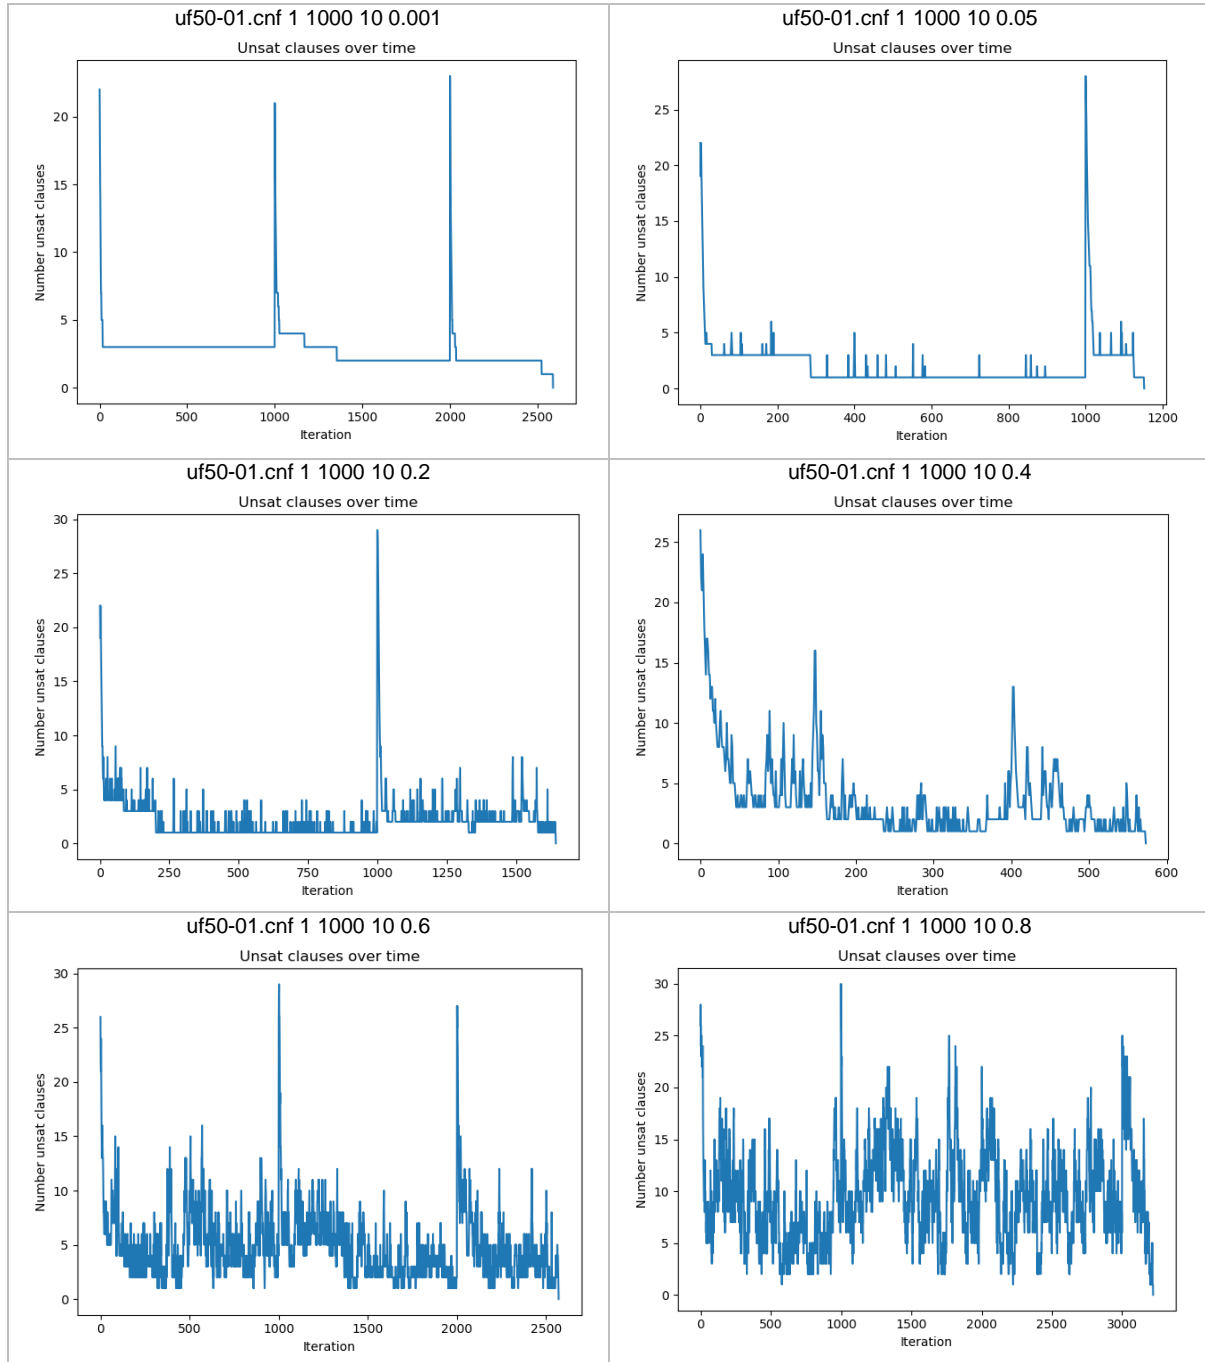 uf50-01.cnf 1 1000 10 0.001
Unsat clauses over time
Number unsat clauses
20
15
10
5
0
0 500 1000 1500 2000 2500
Iteration
uf50-01.cnf 1 1000 10 0.05
Unsat clauses over time
Number unsat clauses
25
20
15
10
5
0
0 200 400 600 800 1000 1200
Iteration
uf50-01.cnf 1 1000 10 0.2
Unsat clauses over time
Number unsat clauses
30
25
20
15
10
5
0
0 250 500 750 1000 1250 1500
Iteration
uf50-01.cnf 1 1000 10 0.4
Unsat clauses over time
Number unsat clauses
25
20
15
10
5
0
0 100 200 300 400 500 600
Iteration
uf50-01.cnf 1 1000 10 0.6
Unsat clauses over time
Number unsat clauses
30
25
20
15
10
5
0
0 500 1000 1500 2000 2500
Iteration
uf50-01.cnf 1 1000 10 0.8
Unsat clauses over time
Number unsat clauses
30
25
20
15
10
5
0
0 500 1000 1500 2000 2500 3000
Iteration